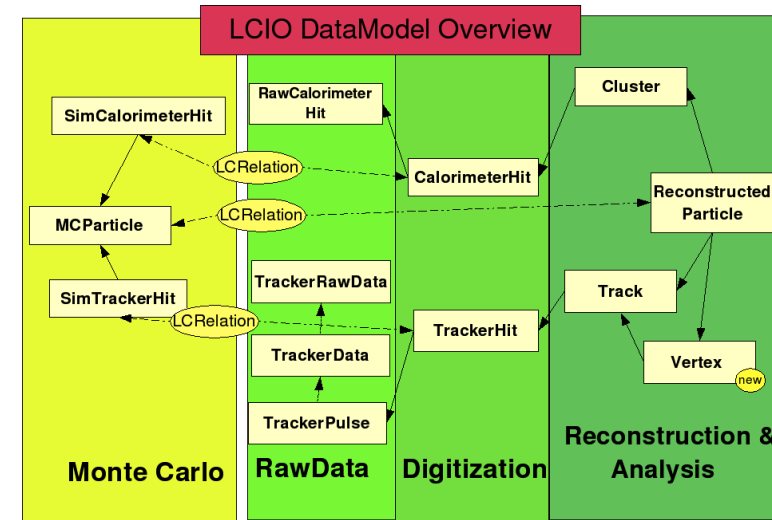 LCIO DataModel Overview
SimCalorimeterHit
MCParticle
SimTrackerHit
LCRelation
LCRelation
LCRelation
RawCalorimeter
Hit
TrackerRawData
TrackerData
TrackerPulse
CalorimeterHit
TrackerHit
Cluster
Reconstructed
Particle
Track
Vertex
new
Monte Carlo
RawData
Digitization
Reconstruction &
Analysis